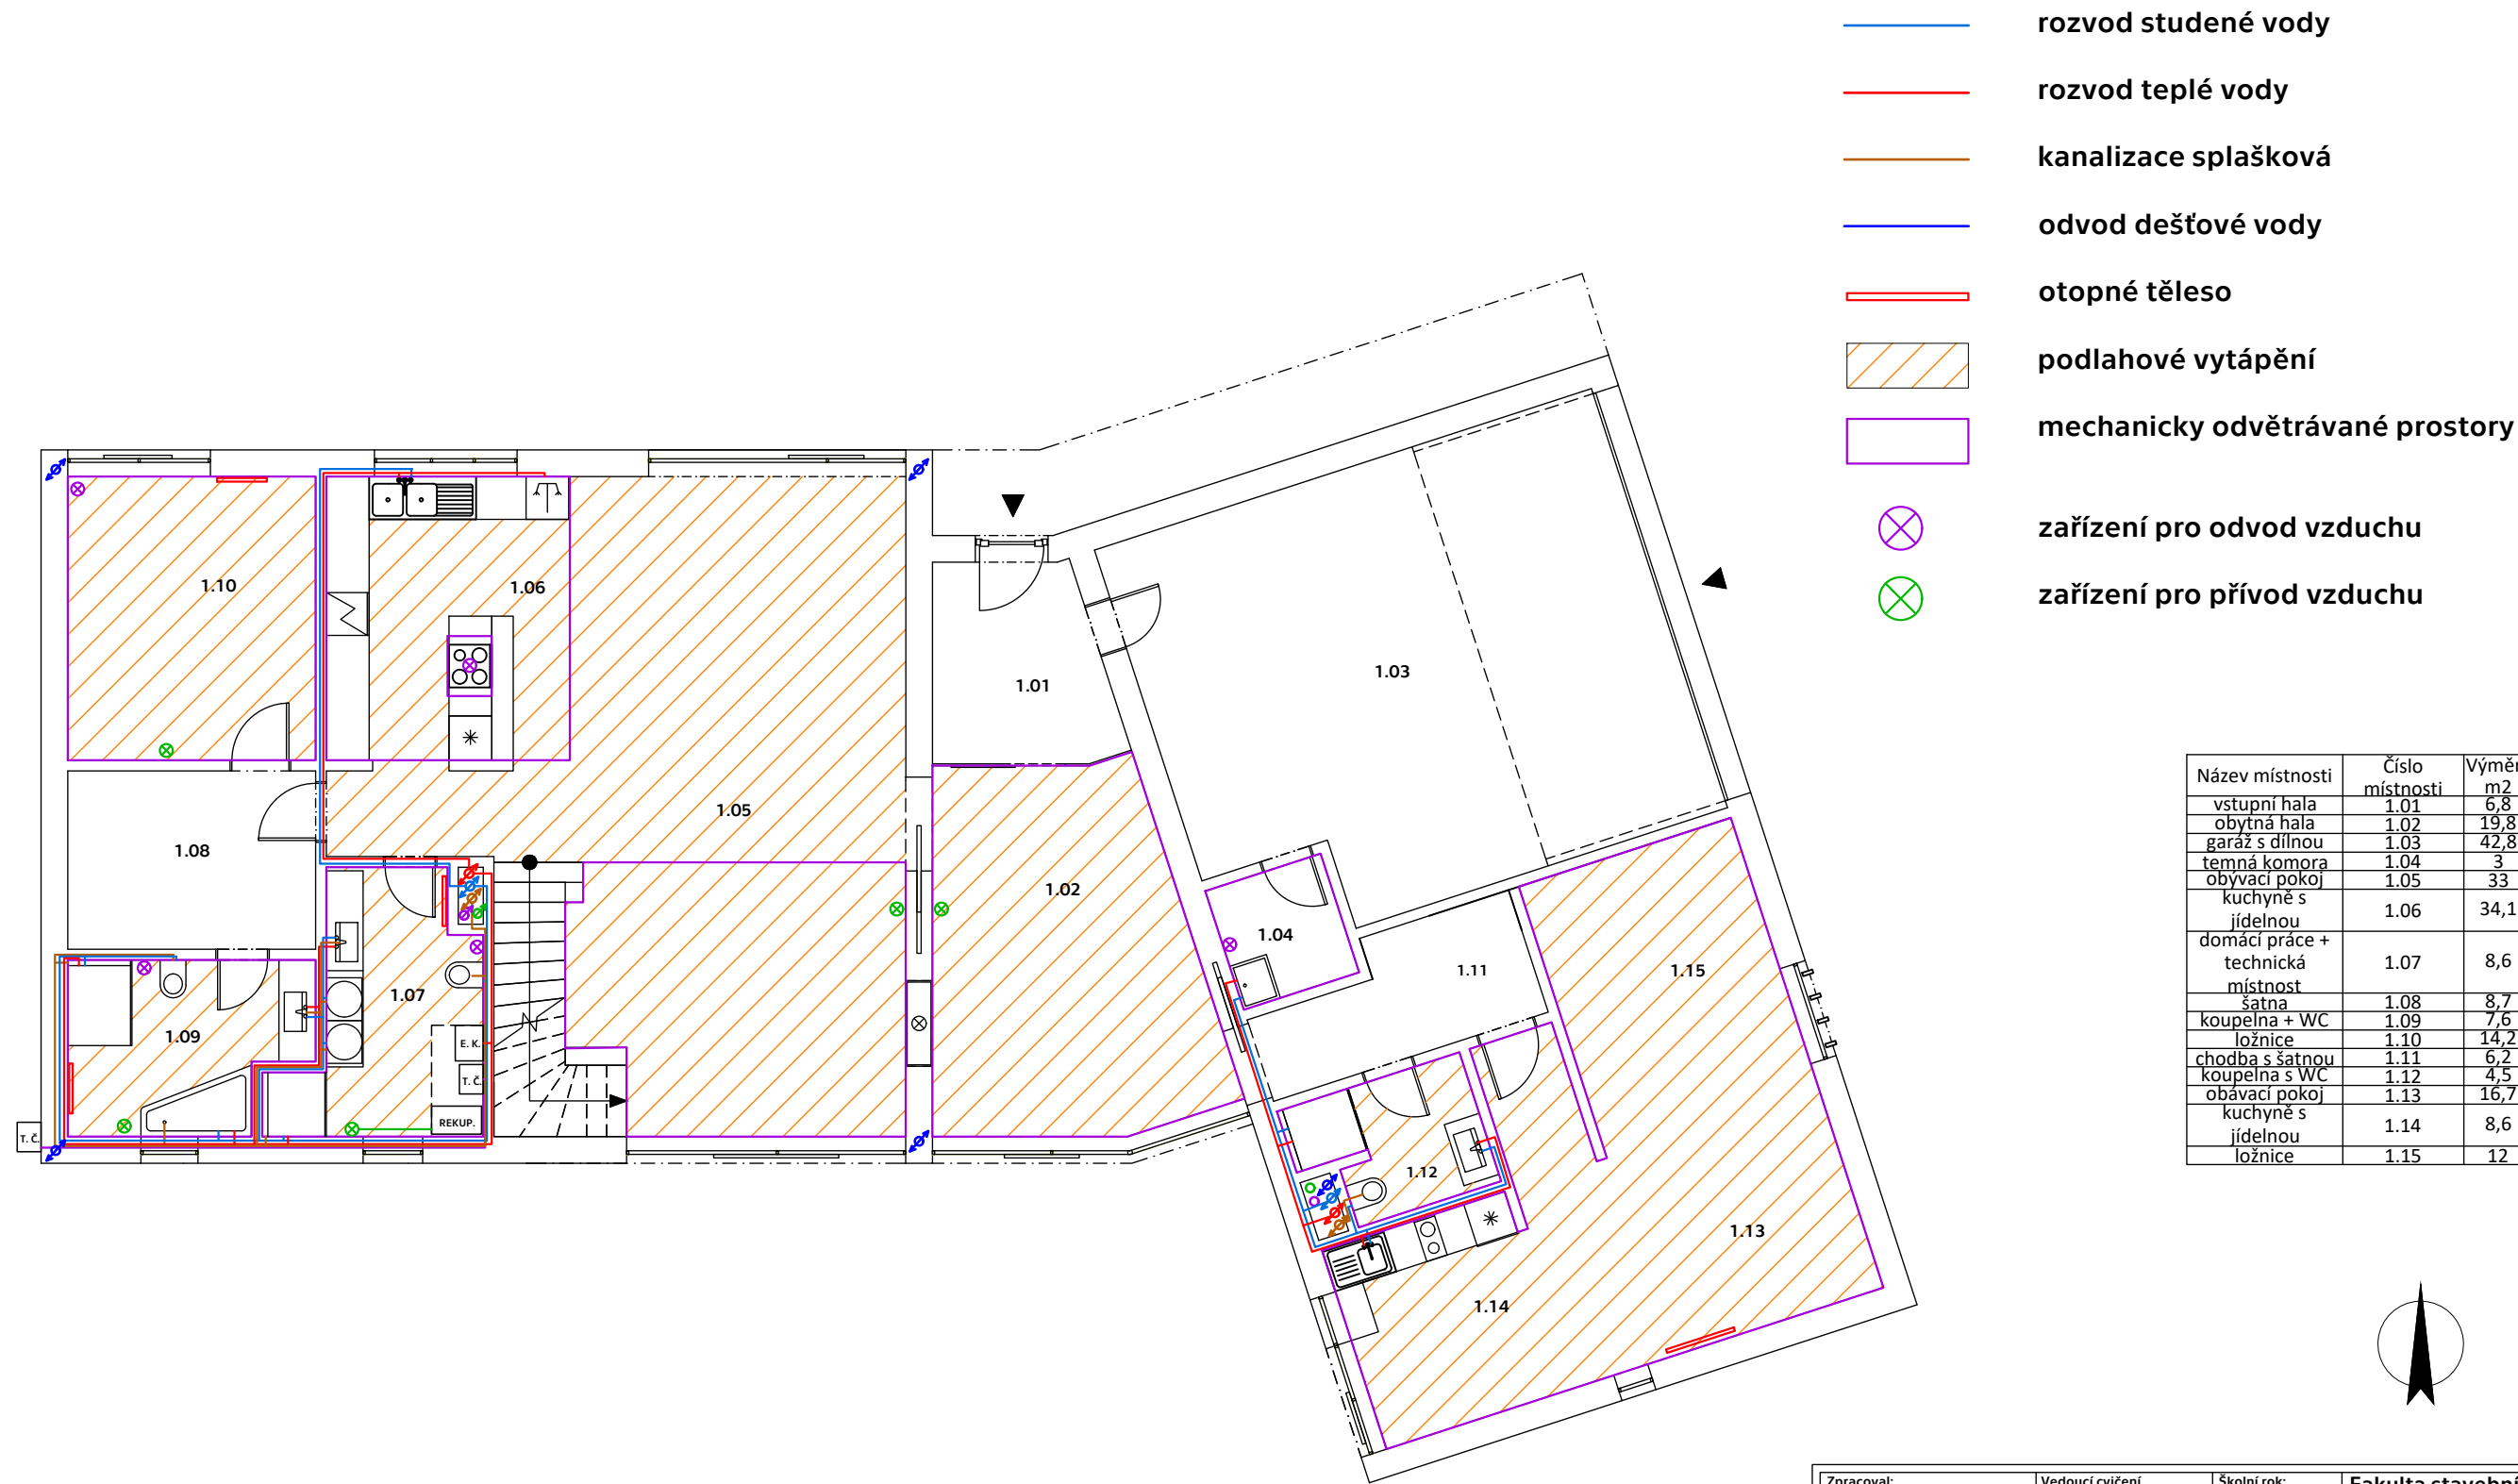 rozvod studené vody
rozvod teplé vody
kanalizace splašková
odvod dešťové vody
otopné těleso
podlahové vytápění
mechanicky odvětrávané prostory
zařízení pro odvod vzduchu
zařízení pro přívod vzduchu
1.10
1.06
1.03
1.01
1.05
1.08
1.02
1.04
1.11
1.15
1.07
1.09
E. K.
T. Č.
REKUP.
T. Č.
1.12
1.13
1.14
Název místnosti Číslo místnosti m2
vstupní hala 1.01 6,8
obytná hala 1.02 19,8
garáž s dílnou 1.03 42,8
temná komora 1.04 3
obývací pokoj 1.05 33
kuchyně s
jídelnou 1.06 34,1
domácí práce +
technická
místnost 1.07 8,6
šatna 1.08 8,7
koupelna + WC 1.09 7,6
ložnice 1.10 14,2
chodba s šatnou 1.11 6,2
koupelna s WC 1.12 4,5
obávací pokoj 1.13 16,7
kuchyně s
jídelnou 1.14 8,6
ložnice 1.15 12
Zpracoval: Vedoucí cvičení Školní rok: Fakulta stavební